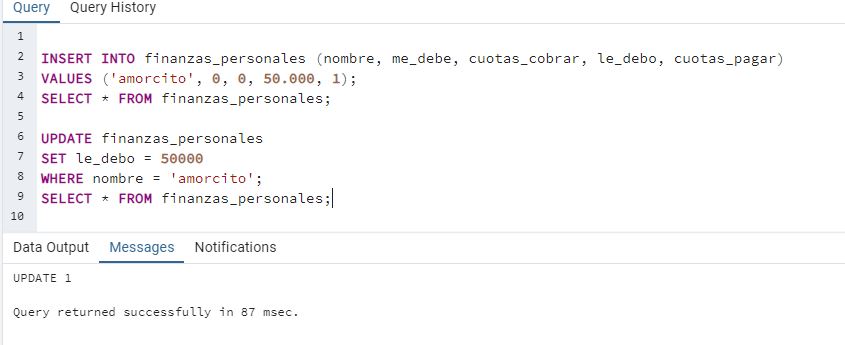 Query Query History
1
2 INSERT INTO finanzas_personales (nombre, me_debe, cuotas_cobrar, le_debo, cuotas_pagar)
3 VALUES ('amorcito', 0, 0, 50.000, 1);
4 SELECT * FROM finanzas_personales;
5
6 UPDATE finanzas_personales
7 SET le_debo = 50000
8 WHERE nombre = 'amorcito';
9 SELECT * FROM finanzas_personales;
10
Data Output Messages Notifications
UPDATE 1
Query returned successfully in 87 msec.